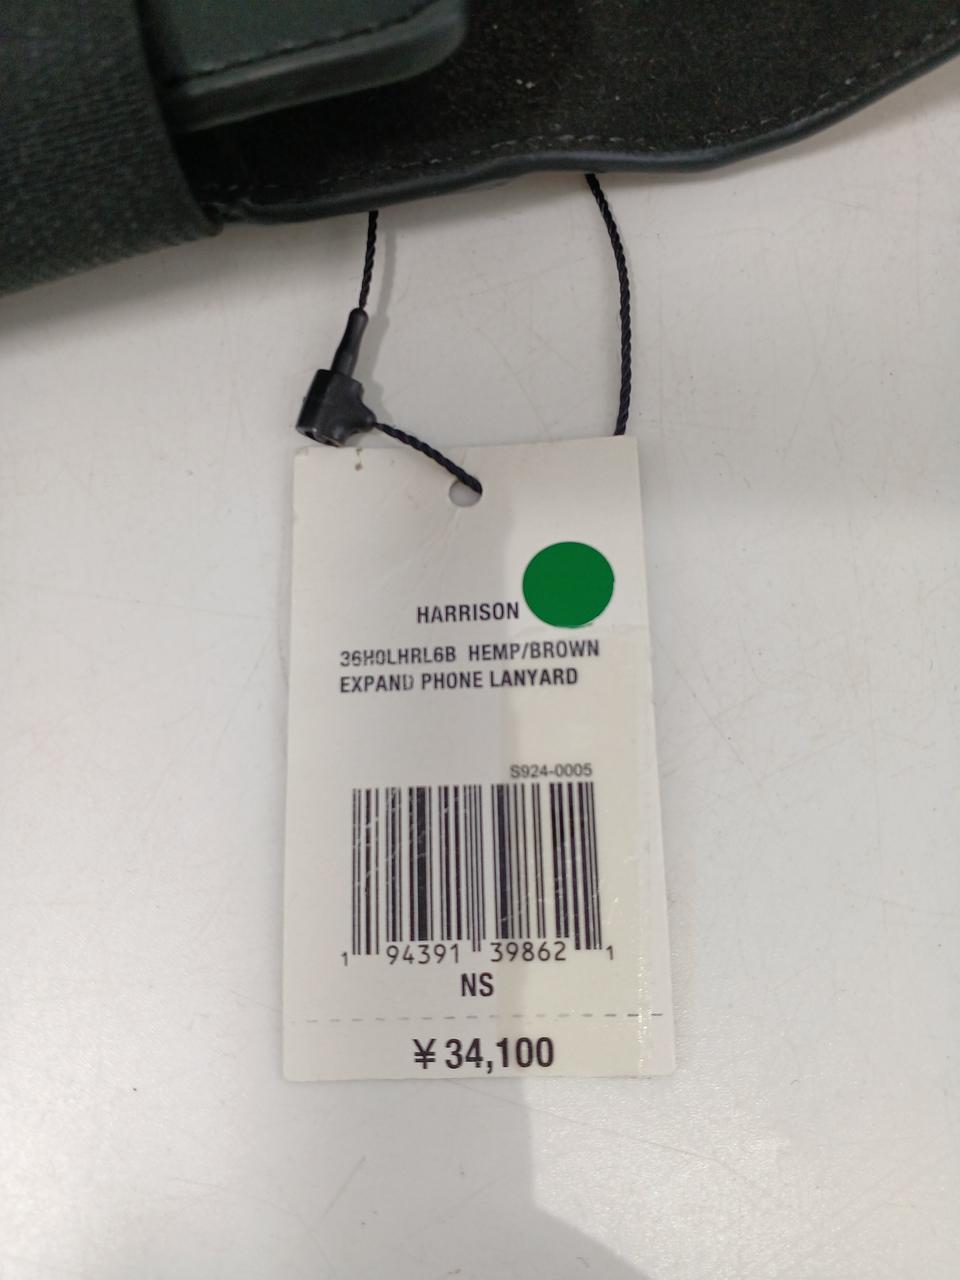 HARRISON
36H0LHRL6B HEMP/BROWN
EXPAND PHONE LANYARD
S924-0005
1 94391 39862 1
NS
¥34,100